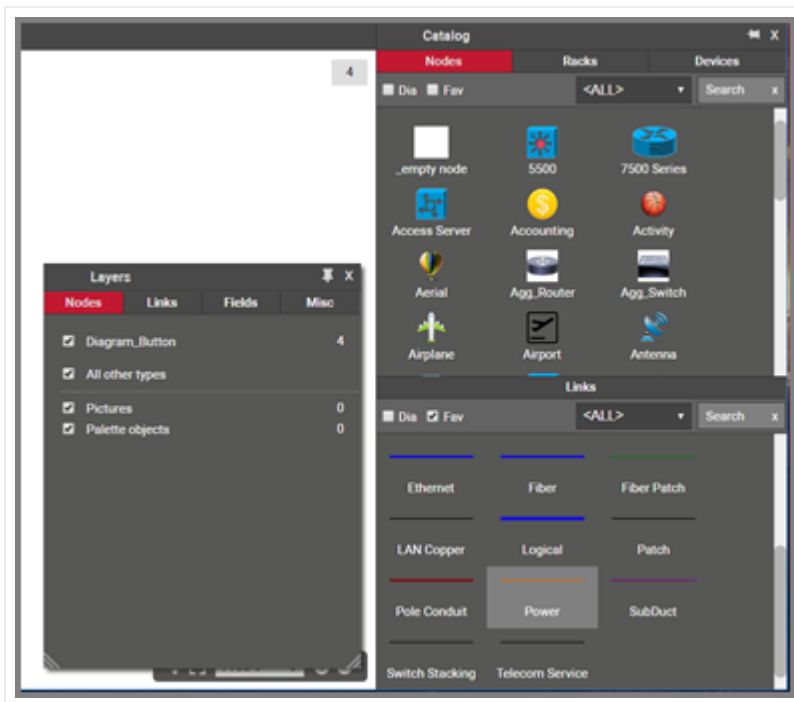 Catalog X
Nodes Racks Devices
4
Dia Fav <ALL> Search x
_empty node 5500 7500 Series
Access Server Accounting Activity
Aerial Agg_Router Agg_Switch
Airplane Airport Antenna
Layers X
Nodes Links Fields Misc
Diagram_Button 4
All other types
Pictures 0
Palette objects 0
Links
Dia Fav <ALL> Search x
Ethernet Fiber Fiber Patch
LAN Copper Logical Patch
Pole Conduit Power SubDuct
Switch Stacking Telecom Service